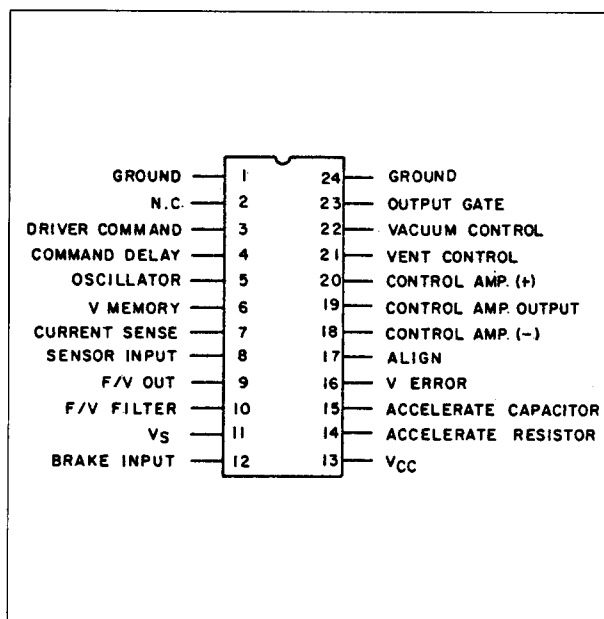 GROUND 1 24 GROUND
N.C. 2 23 OUTPUT GATE
DRIVER COMMAND 3 22 VACUUM CONTROL
COMMAND DELAY 4 21 VENT CONTROL
OSCILLATOR 5 20 CONTROL AMP. (+)
V MEMORY 6 19 CONTROL AMP. OUTPUT
CURRENT SENSE 7 18 CONTROL AMP. (-)
SENSOR INPUT 8 17 ALIGN
F/V OUT 9 16 V ERROR
F/V FILTER 10 15 ACCELERATE CAPACITOR
VS 11 14 ACCELERATE RESISTOR
BRAKE INPUT 12 13 VCC